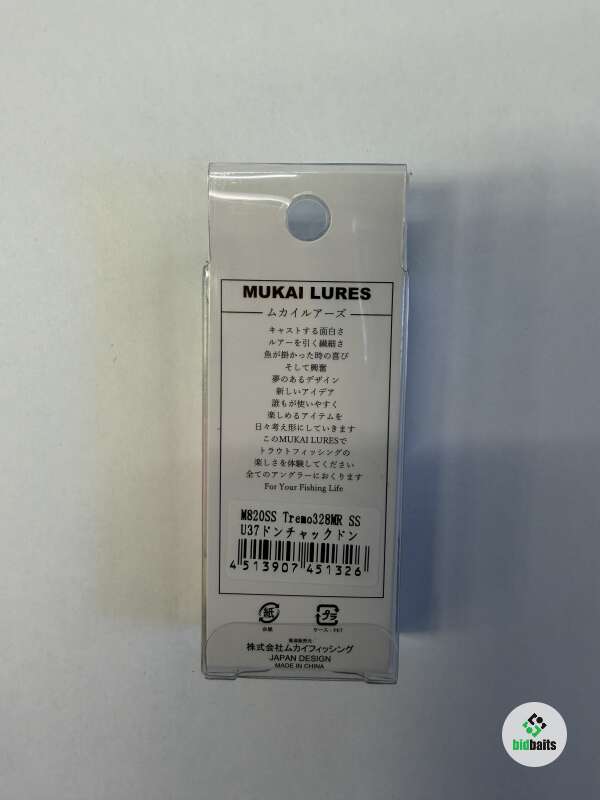 MUKAI LURES
ムカイルアーズ
キャストする面白さ
ルアーを引く繊細さ
魚が掛かった時の喜び
そして興奮
夢のあるデザイン
新しいアイデア
誰もが使いやすく
楽しめるアイテムを
日々考え形にしていきます
このMUKAI LURESで
トラウトフィッシングの
楽しさを体験してください
全てのアングラーにおくります
For Your Fishing Life
M820SS Tremo328MR SS
U37ドンチャックドン
4 513907 451326
紙 プラ
台紙 ケース：PET
株式会社ムカイフィッシング
JAPAN DESIGN
MADE IN CHINA
bidbaits